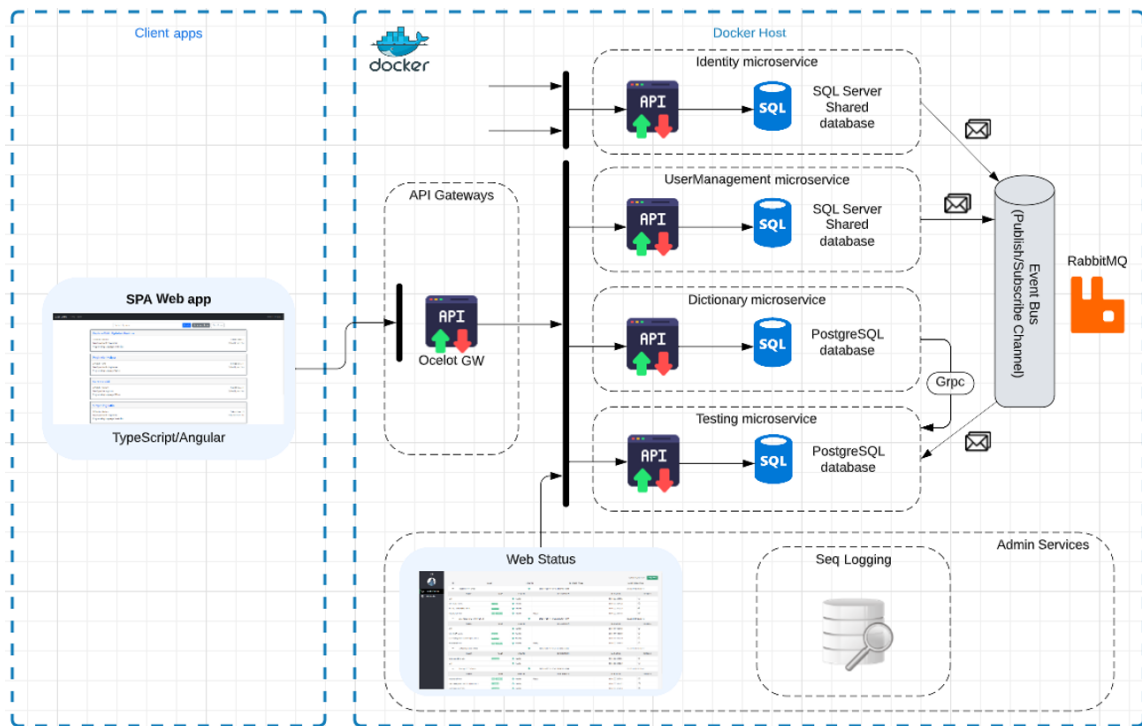 Client apps
Docker Host
docker
Identity microservice
API
SQL
SQL Server
Shared
database
UserManagement microservice
API
SQL
SQL Server
Shared
database
API Gateways
API
Ocelot GW
SPA Web app
TypeScript/Angular
Dictionary microservice
API
SQL
PostgreSQL
database
Grpc
Testing microservice
API
SQL
PostgreSQL
database
Event Bus
(Publish/Subscribe Channel)
RabbitMQ
Admin Services
Web Status
Seq Logging